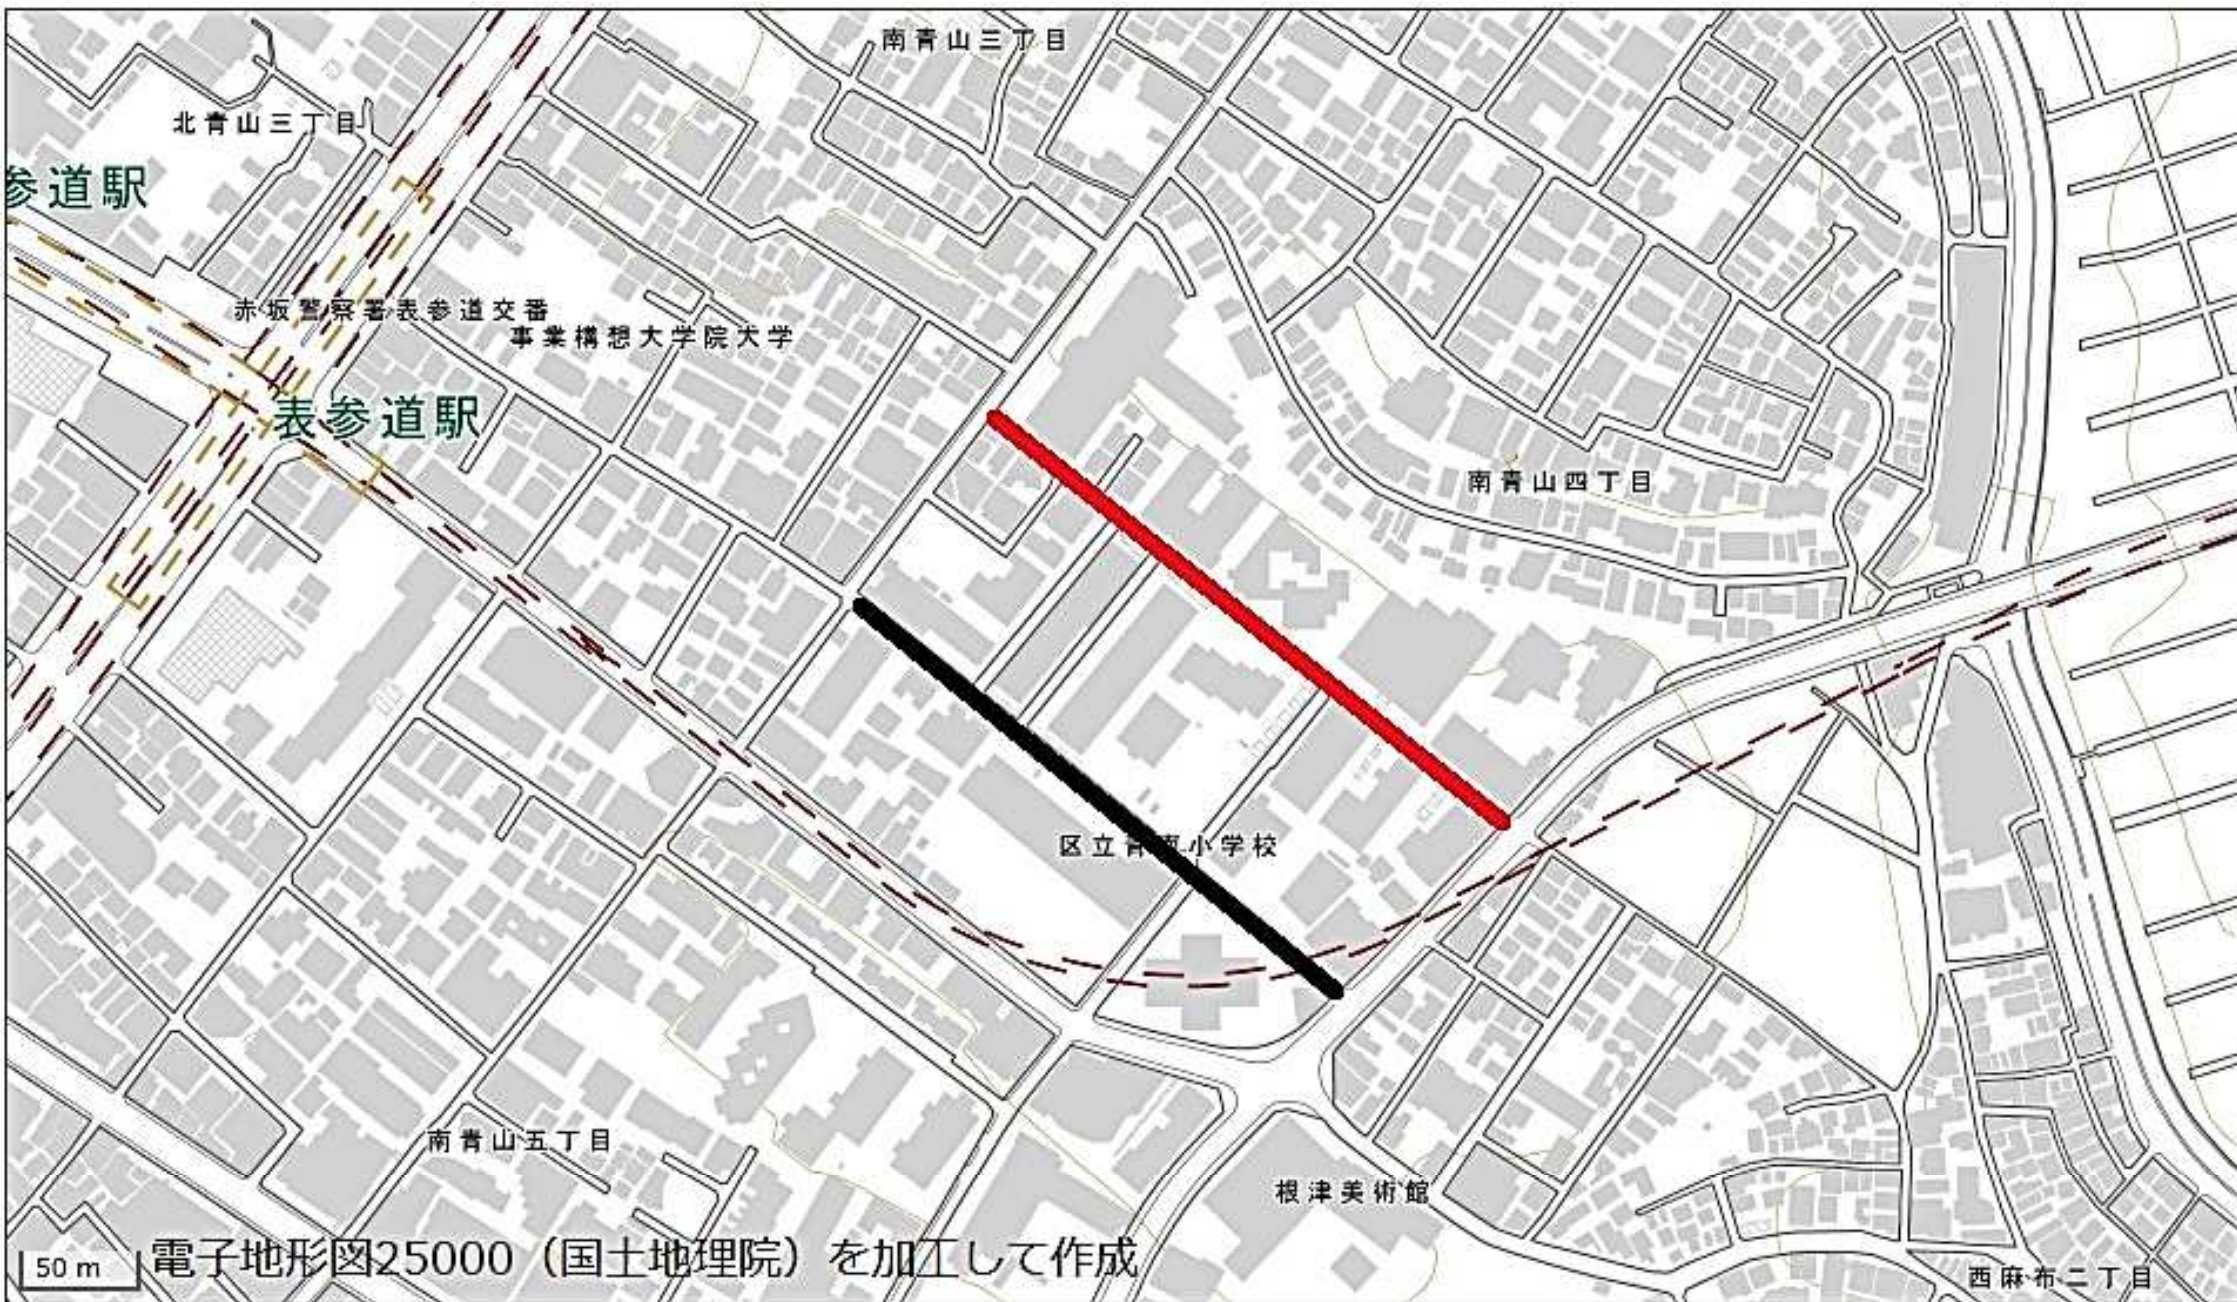 南青山三丁目
北青山三丁目
参道駅
赤坂警察署表参道交番
事業構想大学院大学
表参道駅
南青山四丁目
区立青南小学校
南青山五丁目
根津美術館
50 m
電子地形図25000（国土地理院）を加工して作成
西麻布二丁目